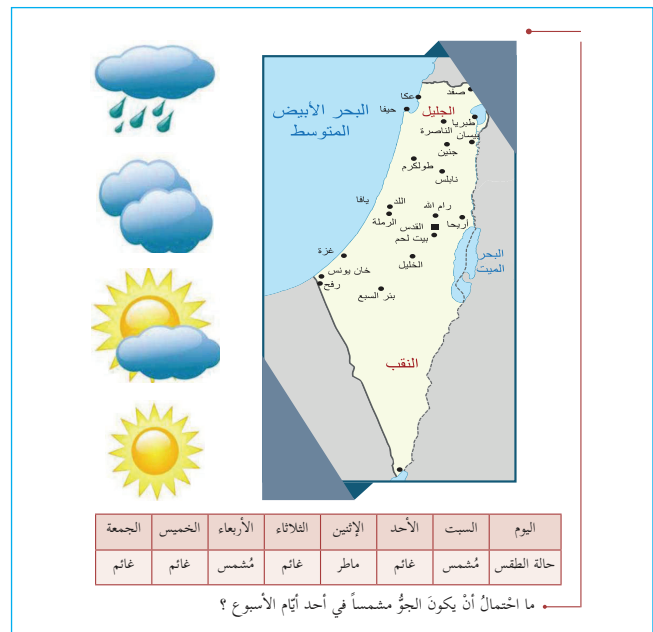 عكا
صفد
حيفا
الجليل
البحر الأبيض
المتوسط
طبريا
الناصرة
بيسان
جنين
طولكرم
نابلس
يافا
اللد
الرملة
رام الله
القدس
أريحا
بيت لحم
البحر
الميت
غزة
الخليل
خان يونس
رفح
بئر السبع
النقب
اليوم السبت الأحد الإثنين الثلاثاء الأربعاء الخميس الجمعة
حالة الطقس مُشمس غائم ماطر غائم مُشمس غائم غائم
ما احْتمالُ أنْ يكونَ الجوُّ مشمساً في أحد أيّام الأسبوع ؟